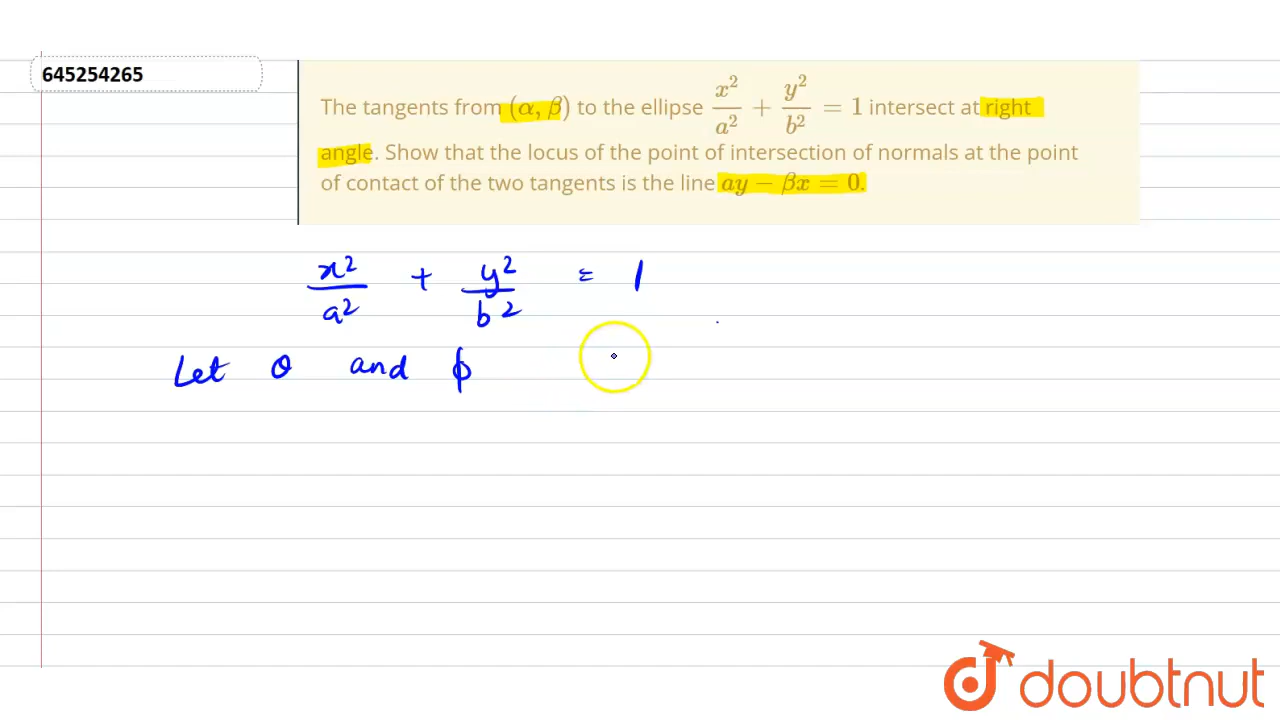 645254265
The tangents from (α, β) to the ellipse x²/a² + y²/b² = 1 intersect at right
angle. Show that the locus of the point of intersection of normals at the point
of contact of the two tangents is the line ay − βx = 0.
x²/a² + y²/b² = 1
Let θ and ϕ
doubtnut